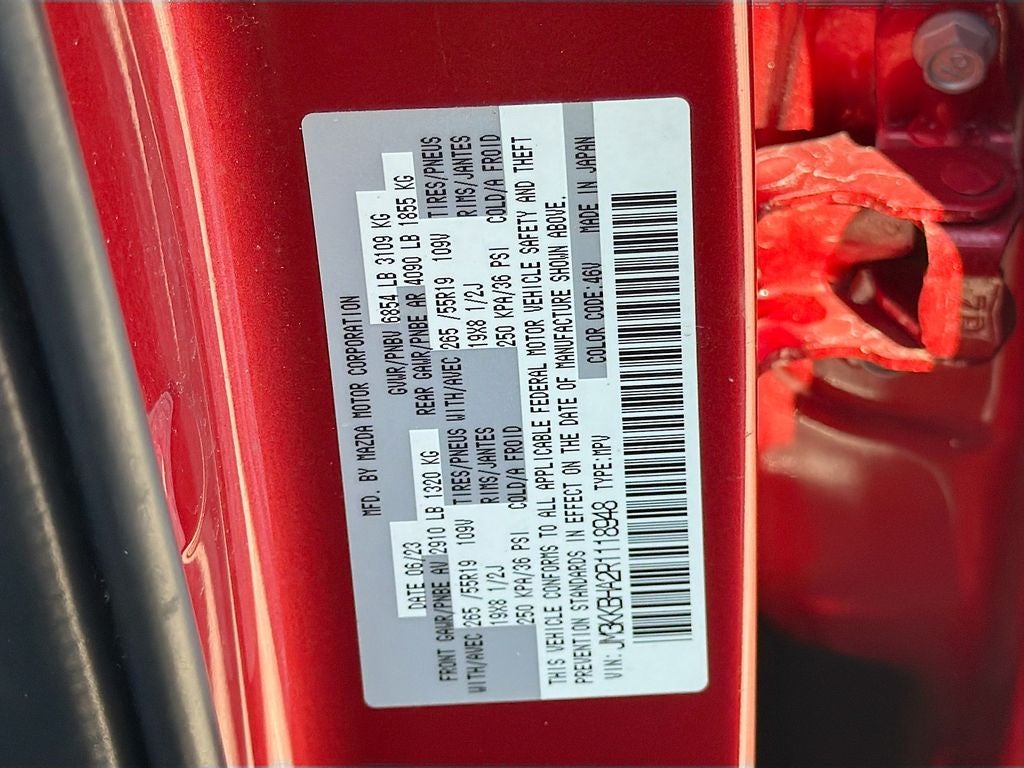 MFD. BY MAZDA MOTOR CORPORATION
DATE 06/23 GVWR/PNBV 6854 LB 3109 KG
FRONT GAWR/PNBE AV 2910 LB 1320 KG REAR GAWR/PNBE AR 4090 LB 1855 KG
WITH/AVEC 265 /55R19 109V TIRES/PNEUS WITH/AVEC 265 /55R19 109V TIRES/PNEUS
19X8 1/2J RIMS/JANTES 19X8 1/2J RIMS/JANTES
250 KPA/36 PSI COLD/A FROID 250 KPA/36 PSI COLD/A FROID
THIS VEHICLE CONFORMS TO ALL APPLICABLE FEDERAL MOTOR VEHICLE SAFETY AND THEFT
PREVENTION STANDARDS IN EFFECT ON THE DATE OF MANUFACTURE SHOWN ABOVE.
COLOR CODE:46V MADE IN JAPAN
VIN: TYPE:MPV